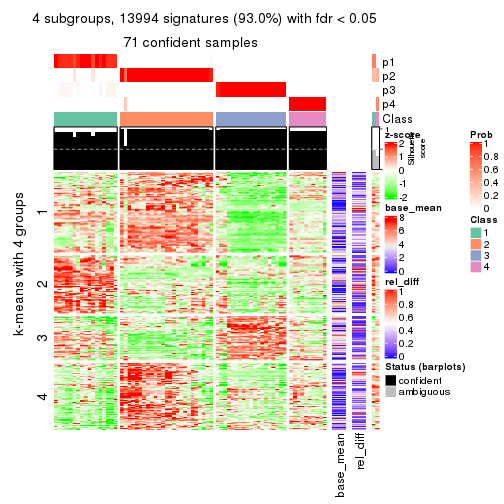 4 subgroups, 13994 signatures (93.0%) with fdr < 0.05
71 confident samples
p1
p2
p3
p4
Class
1
Silhouette score
k-means with 4 groups
1
2
3
4
base_mean
rel_diff
z-score
2
1
0
-1
-2
base_mean
8
6
4
2
0
rel_diff
1
0.8
0.6
0.4
0.2
0
Status (barplots)
confident
ambiguous
Prob
1
0.8
0.6
0.4
0.2
0
Class
1
2
3
4